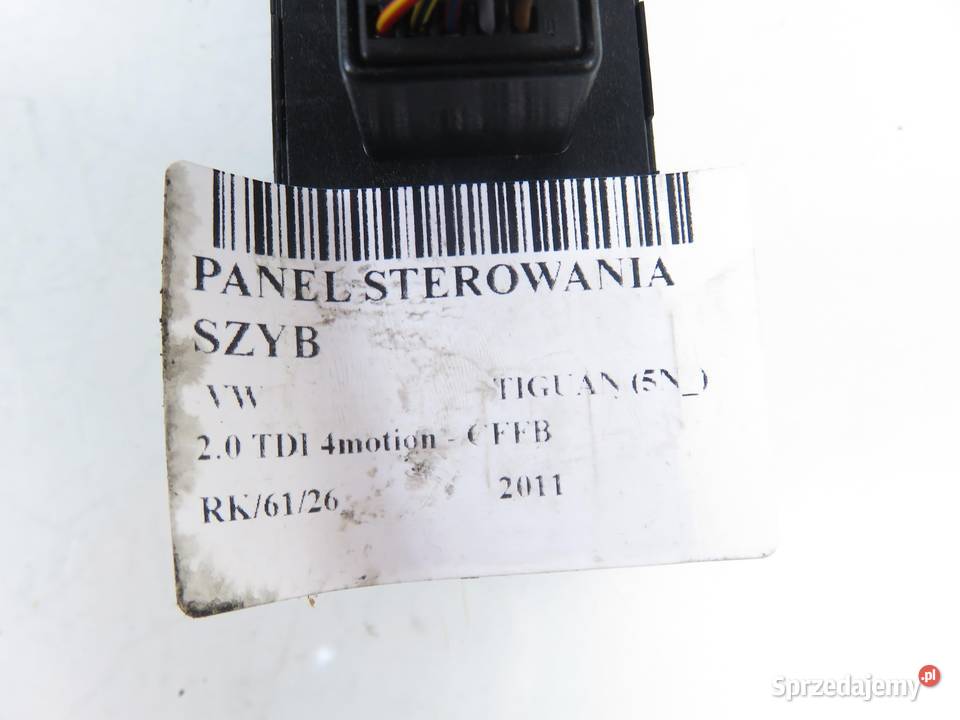 PANEL STEROWANIA
SZYB
VW TIGUAN (5N_)
2.0 TDI 4motion - CFFB
RK/61/26 2011
Sprzedajemy.pl